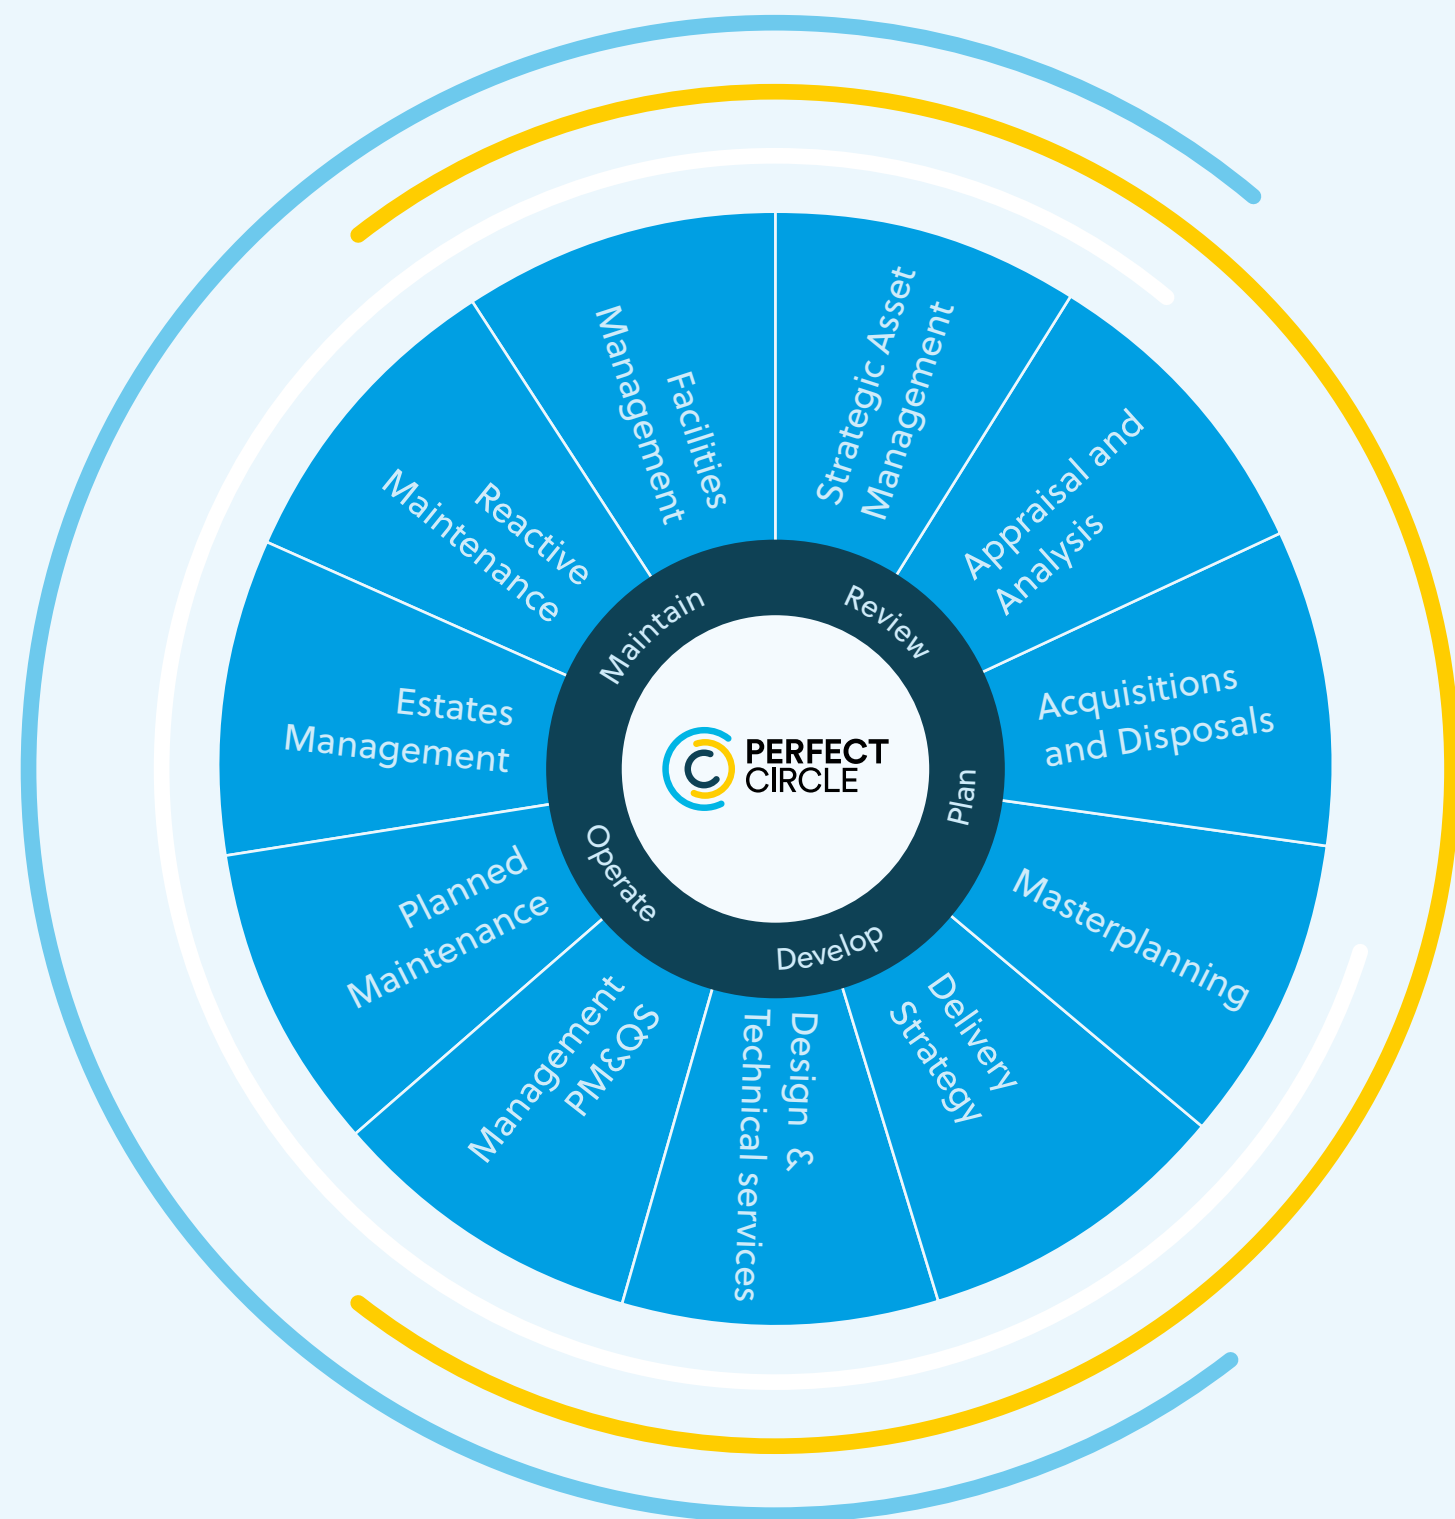 Strategic Asset
Management
Appraisal and
Analysis
Acquisitions
and Disposals
Masterplanning
Delivery
Strategy
Design &
Technical services
Management
PM&QS
Planned
Maintenance
Estates
Management
Reactive
Maintenance
Facilities
Management
Review
Plan
Develop
Operate
Maintain
PERFECT
CIRCLE